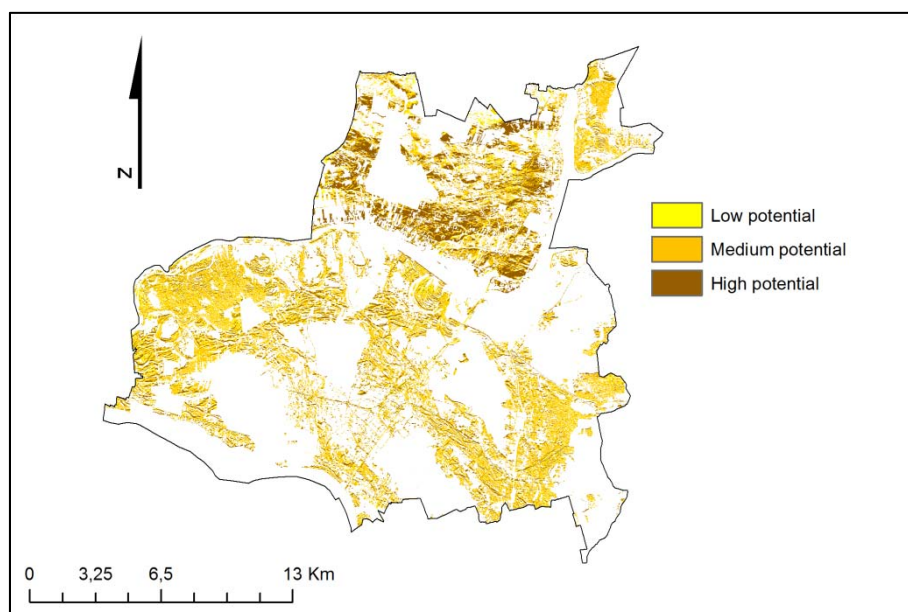 N
Low potential
Medium potential
High potential
0 3,25 6,5 13 Km